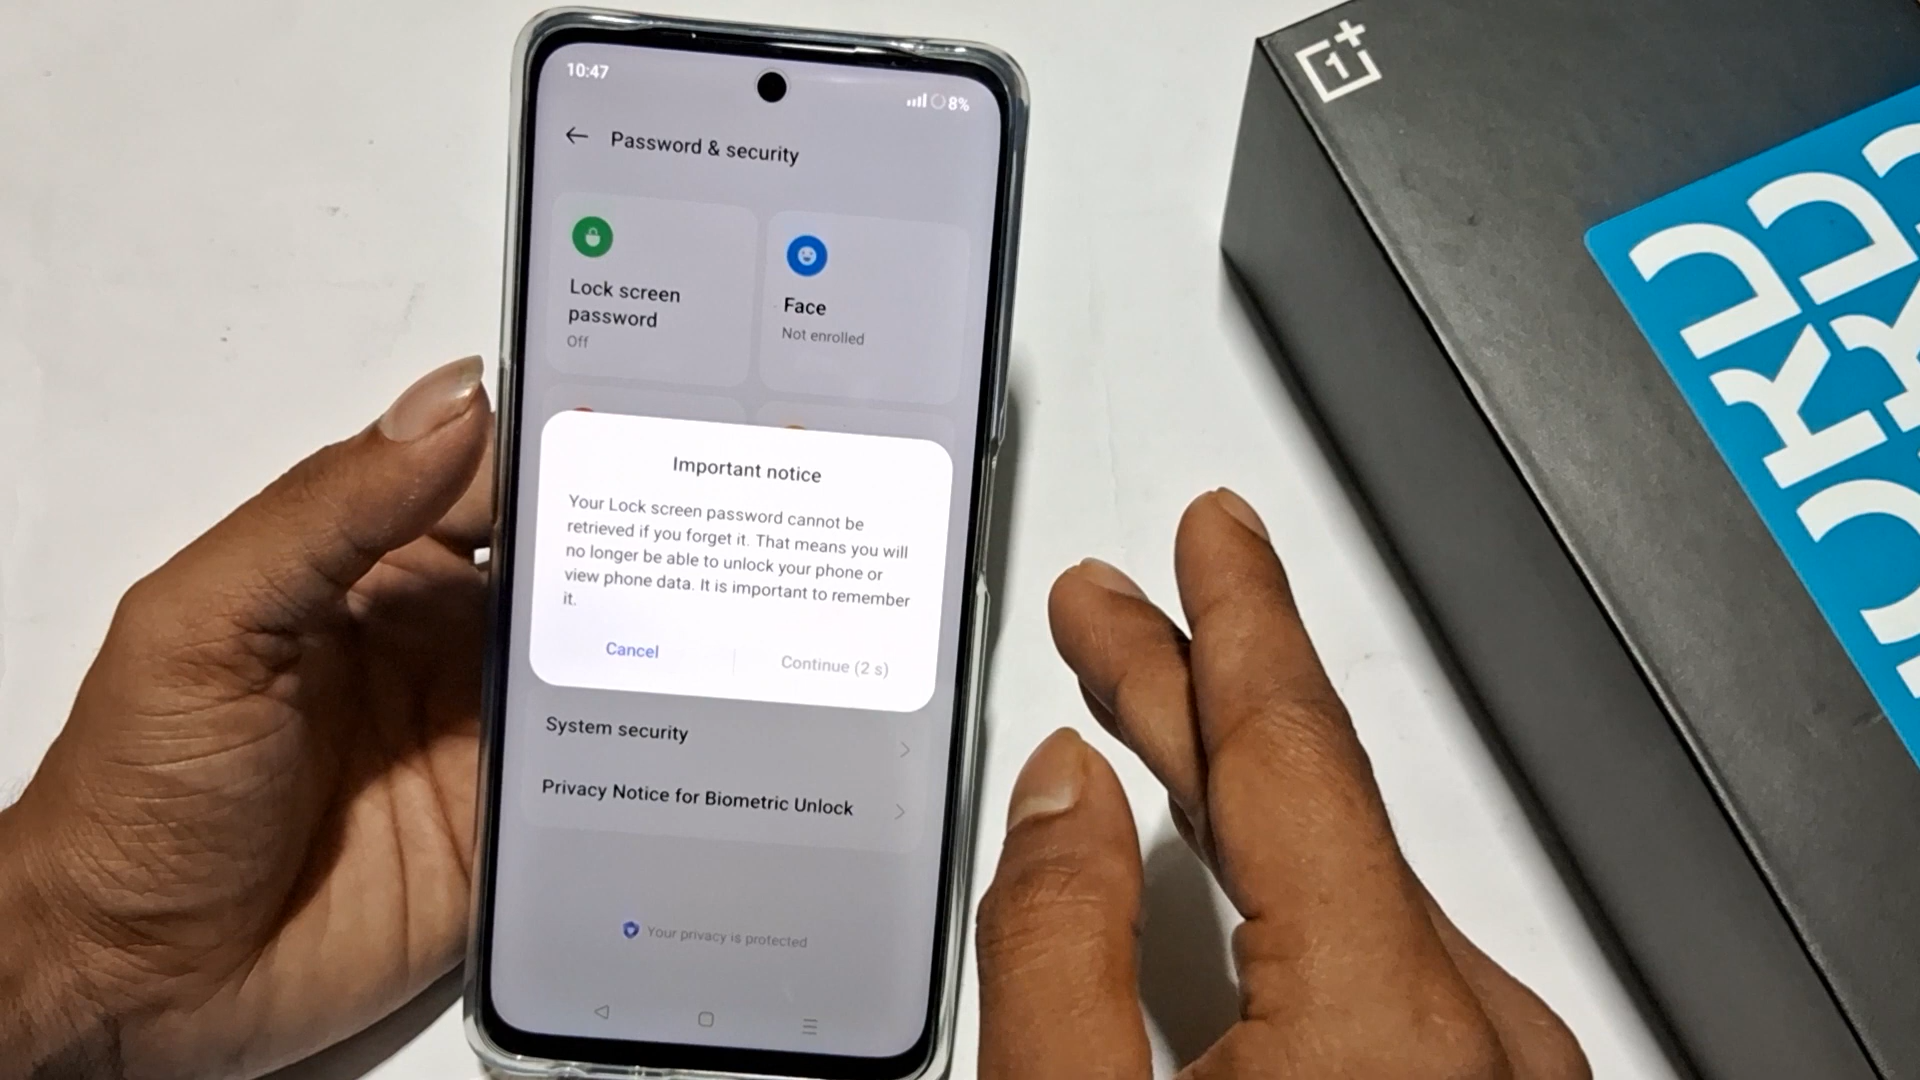 10:47
8%
Password & security
Lock screen
password
Off
Face
Not enrolled
Important notice
Your Lock screen password cannot be
retrieved if you forget it. That means you will
no longer be able to unlock your phone or
view phone data. It is important to remember
it.
Cancel
Continue (2 s)
System security
Privacy Notice for Biometric Unlock
Your privacy is protected
1+